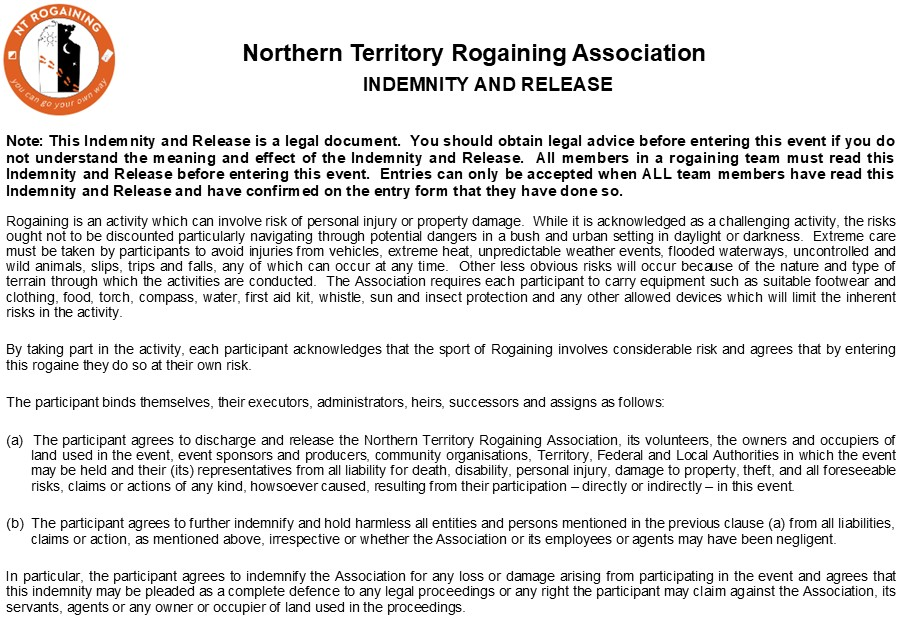 NT ROGAINING
you can go your own way
Northern Territory Rogaining Association
INDEMNITY AND RELEASE
Note: This Indemnity and Release is a legal document. You should obtain legal advice before entering this event if you do
not understand the meaning and effect of the Indemnity and Release. All members in a rogaining team must read this
Indemnity and Release before entering this event. Entries can only be accepted when ALL team members have read this
Indemnity and Release and have confirmed on the entry form that they have done so.
Rogaining is an activity which can involve risk of personal injury or property damage. While it is acknowledged as a challenging activity, the risks
ought not to be discounted particularly navigating through potential dangers in a bush and urban setting in daylight or darkness. Extreme care
must be taken by participants to avoid injuries from vehicles, extreme heat, unpredictable weather events, flooded waterways, uncontrolled and
wild animals, slips, trips and falls, any of which can occur at any time. Other less obvious risks will occur because of the nature and type of
terrain through which the activities are conducted. The Association requires each participant to carry equipment such as suitable footwear and
clothing, food, torch, compass, water, first aid kit, whistle, sun and insect protection and any other allowed devices which will limit the inherent
risks in the activity.
By taking part in the activity, each participant acknowledges that the sport of Rogaining involves considerable risk and agrees that by entering
this rogaine they do so at their own risk.
The participant binds themselves, their executors, administrators, heirs, successors and assigns as follows:
(a) The participant agrees to discharge and release the Northern Territory Rogaining Association, its volunteers, the owners and occupiers of
land used in the event, event sponsors and producers, community organisations, Territory, Federal and Local Authorities in which the event
may be held and their (its) representatives from all liability for death, disability, personal injury, damage to property, theft, and all foreseeable
risks, claims or actions of any kind, howsoever caused, resulting from their participation – directly or indirectly – in this event.
(b) The participant agrees to further indemnify and hold harmless all entities and persons mentioned in the previous clause (a) from all liabilities,
claims or action, as mentioned above, irrespective or whether the Association or its employees or agents may have been negligent.
In particular, the participant agrees to indemnify the Association for any loss or damage arising from participating in the event and agrees that
this indemnity may be pleaded as a complete defence to any legal proceedings or any right the participant may claim against the Association, its
servants, agents or any owner or occupier of land used in the proceedings.